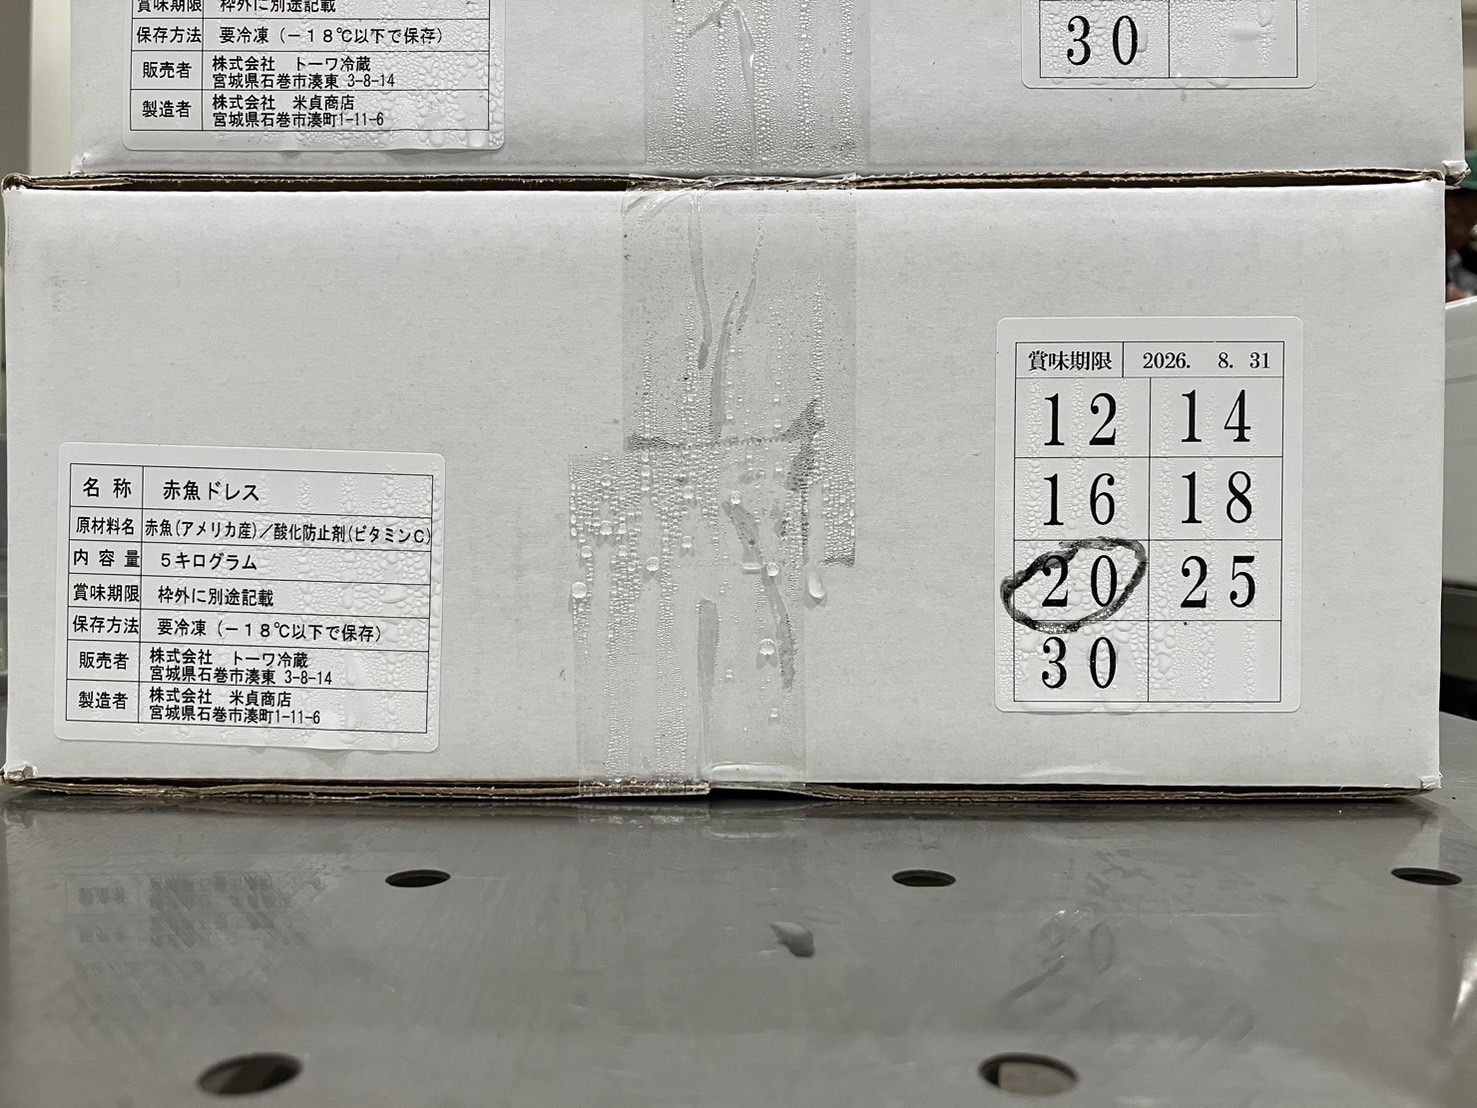 賞味期限 枠外に別途記載
保存方法 要冷凍（－１８℃以下で保存）
販売者 株式会社　トーワ冷蔵
宮城県石巻市湊東 3-8-14
製造者 株式会社　米貞商店
宮城県石巻市湊町1-11-6
30
名称 赤魚ドレス
原材料名 赤魚(アメリカ産)／酸化防止剤(ビタミンC)
内容量 5キログラム
賞味期限 枠外に別途記載
保存方法 要冷凍（－１８℃以下で保存）
販売者 株式会社　トーワ冷蔵
宮城県石巻市湊東 3-8-14
製造者 株式会社　米貞商店
宮城県石巻市湊町1-11-6
賞味期限 2026. 8. 31
12 14
16 18
20 25
30